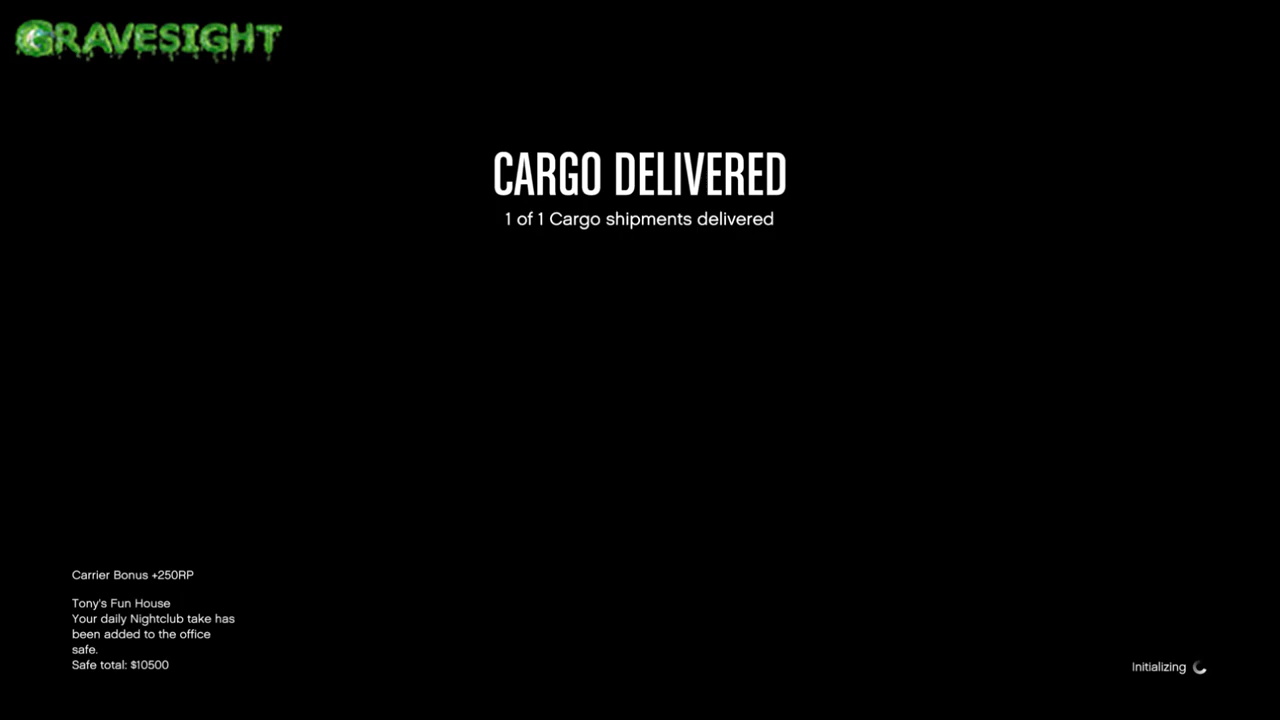 GRAVESIGHT
CARGO DELIVERED
1 of 1 Cargo shipments delivered
Carrier Bonus +250RP
Tony's Fun House
Your daily Nightclub take has
been added to the office
safe.
Safe total: $10500
Initializing